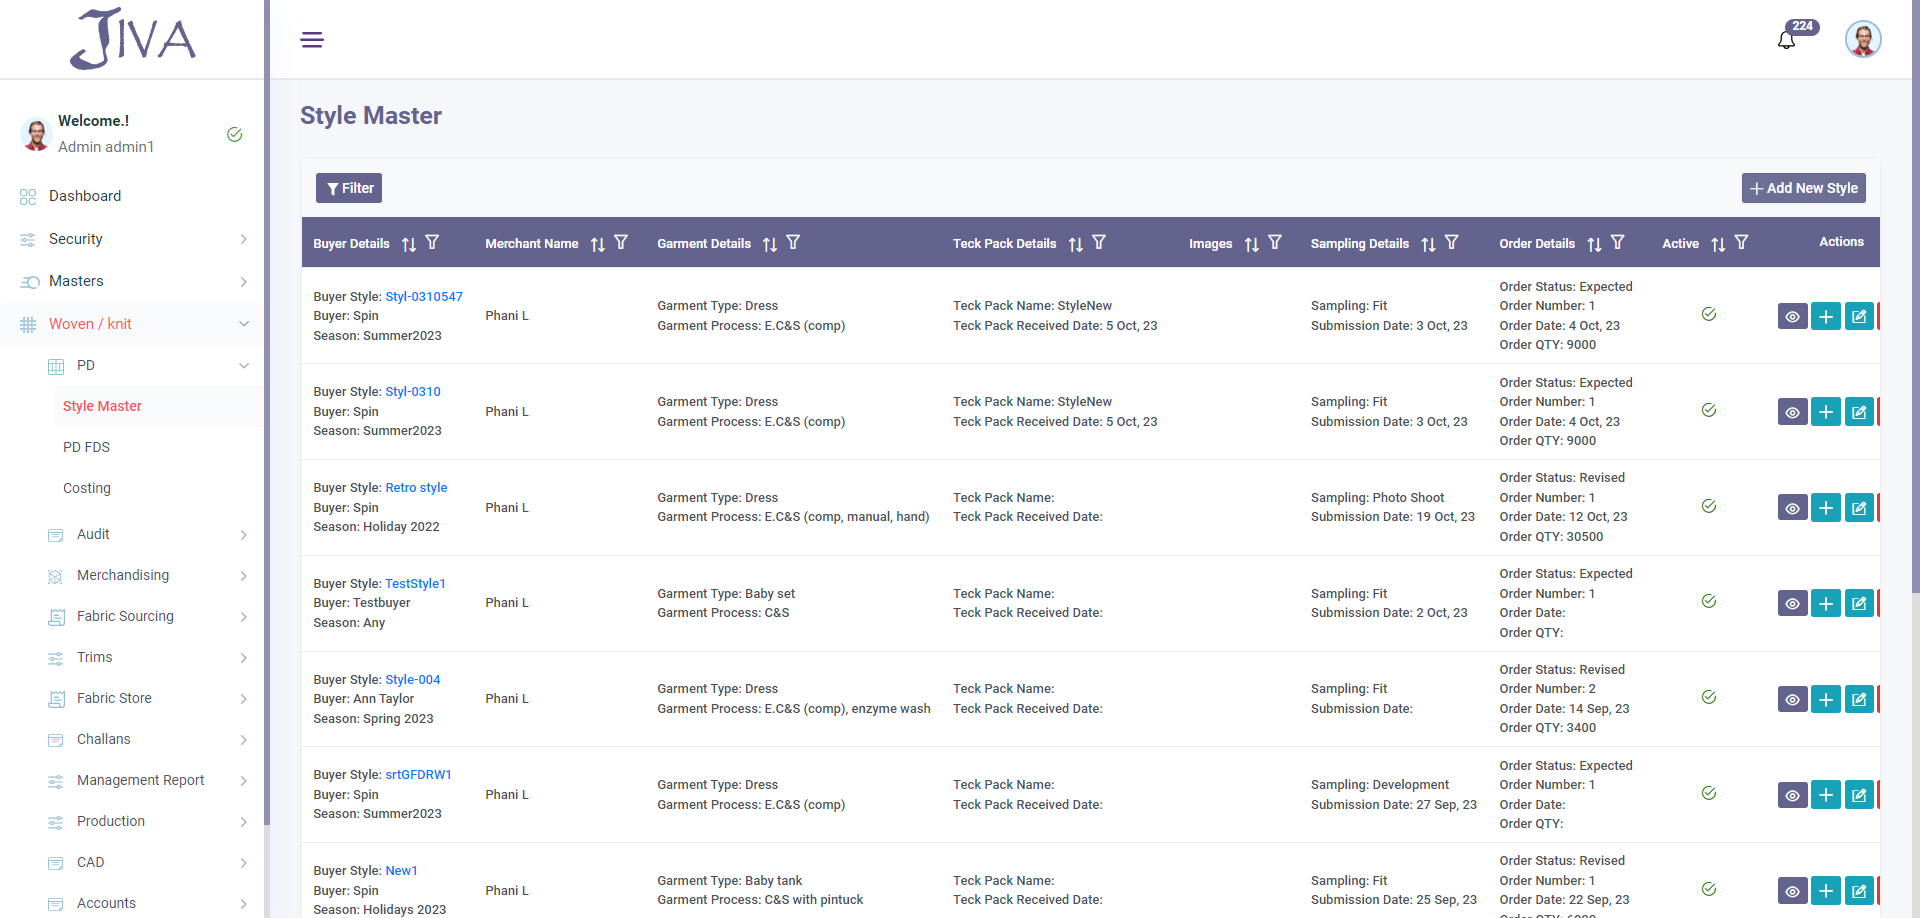 JIVA
224
Welcome.!
Admin admin1
Dashboard
Security
Masters
Woven / knit
PD
Style Master
PD FDS
Costing
Audit
Merchandising
Fabric Sourcing
Trims
Fabric Store
Challans
Management Report
Production
CAD
Accounts
Style Master
Filter
Add New Style
Buyer Details Merchant Name Garment Details Teck Pack Details Images Sampling Details Order Details Active Actions
Buyer Style: Styl-0310547
Buyer: Spin
Season: Summer2023
Phani L
Garment Type: Dress
Garment Process: E.C&S (comp)
Teck Pack Name: StyleNew
Teck Pack Received Date: 5 Oct, 23
Sampling: Fit
Submission Date: 3 Oct, 23
Order Status: Expected
Order Number: 1
Order Date: 4 Oct, 23
Order QTY: 9000
Buyer Style: Styl-0310
Buyer: Spin
Season: Summer2023
Phani L
Garment Type: Dress
Garment Process: E.C&S (comp)
Teck Pack Name: StyleNew
Teck Pack Received Date: 5 Oct, 23
Sampling: Fit
Submission Date: 3 Oct, 23
Order Status: Expected
Order Number: 1
Order Date: 4 Oct, 23
Order QTY: 9000
Buyer Style: Retro style
Buyer: Spin
Season: Holiday 2022
Phani L
Garment Type: Dress
Garment Process: E.C&S (comp, manual, hand)
Teck Pack Name:
Teck Pack Received Date:
Sampling: Photo Shoot
Submission Date: 19 Oct, 23
Order Status: Revised
Order Number: 1
Order Date: 12 Oct, 23
Order QTY: 30500
Buyer Style: TestStyle1
Buyer: Testbuyer
Season: Any
Phani L
Garment Type: Baby set
Garment Process: C&S
Teck Pack Name:
Teck Pack Received Date:
Sampling: Fit
Submission Date: 2 Oct, 23
Order Status: Expected
Order Number: 1
Order Date:
Order QTY:
Buyer Style: Style-004
Buyer: Ann Taylor
Season: Spring 2023
Phani L
Garment Type: Dress
Garment Process: E.C&S (comp), enzyme wash
Teck Pack Name:
Teck Pack Received Date:
Sampling: Fit
Submission Date:
Order Status: Revised
Order Number: 2
Order Date: 14 Sep, 23
Order QTY: 3400
Buyer Style: srtGFDRW1
Buyer: Spin
Season: Summer2023
Phani L
Garment Type: Dress
Garment Process: E.C&S (comp)
Teck Pack Name:
Teck Pack Received Date:
Sampling: Development
Submission Date: 27 Sep, 23
Order Status: Expected
Order Number: 1
Order Date:
Order QTY:
Buyer Style: New1
Buyer: Spin
Season: Holidays 2023
Phani L
Garment Type: Baby tank
Garment Process: C&S with pintuck
Teck Pack Name:
Teck Pack Received Date:
Sampling: Fit
Submission Date: 25 Sep, 23
Order Status: Revised
Order Number: 1
Order Date: 22 Sep, 23